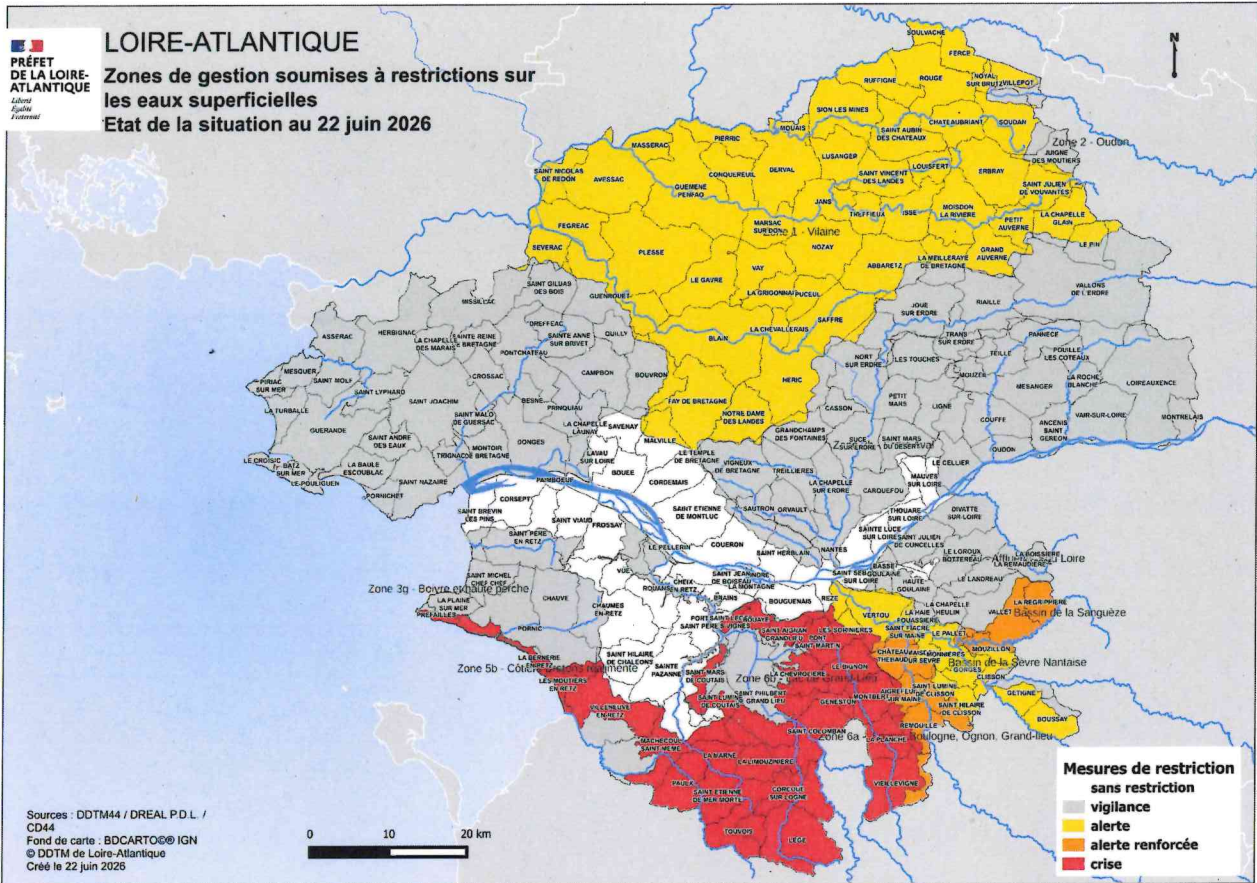 PRÉFET
DE LA LOIRE-
ATLANTIQUE
Liberté
Égalité
Fraternité
LOIRE-ATLANTIQUE
Zones de gestion soumises à restrictions sur
les eaux superficielles
Etat de la situation au 22 juin 2026
N
SOULVACHE
FERCE
RUFFIGNE
ROUGE
NOYAL
SUR BRUTZ
VILLEPOT
SION LES MINES
MOUAIS
SAINT AUBIN
DES CHATEAUX
CHATEAUBRIANT
SOUDAN
Zone 2 - Oudon
JUIGNE
DES MOUTIERS
PIERRIC
MASSERAC
LUSANGER
SAINT NICOLAS
DE REDON
AVESSAC
CONQUEREUIL
DERVAL
LOUISFERT
SAINT VINCENT
DES LANDES
ERBRAY
SAINT JULIEN
DE VOUVANTES
GUEMENE
PENFAO
JANS
TREFFIEUX
ISSE
MOISDON
LA RIVIERE
PETIT
AUVERNE
LA CHAPELLE
GLAIN
FEGREAC
MARSAC
SUR DON
Zone 1 - Vilaine
SEVERAC
PLESSE
NOZAY
GRAND
AUVERNE
LE PIN
VAY
ABBARETZ
LA MEILLERAYE
DE BRETAGNE
LE GAVRE
SAINT GILDAS
DES BOIS
GUENROUET
MISSILLAC
LA GRIGONNAI
PUCEUL
VALLONS
DE L'ERDRE
JOUE
SUR ERDRE
RIAILLE
SAFFRE
LA CHEVALLERAIS
ASSERAC
HERBIGNAC
DREFFEAC
SAINTE REINE
BRETAGNE
SAINTE ANNE
SUR BRIVET
QUILLY
BLAIN
TRANS
SUR ERDRE
PANNECE
TEILLE
POUILLE
LES COTEAUX
LA CHAPELLE
DES MARAIS
PONTCHATEAU
NORT
SUR ERDRE
LES TOUCHES
MESQUER
SAINT MOLF
CROSSAC
CAMPBON
BOUVRON
HERIC
MOUZEIL
LA ROCHE
BLANCHE
LOIREAUXENCE
PIRIAC
SUR MER
SAINT LYPHARD
SAINT JOACHIM
BESNE
PRINQUIAU
FAY DE BRETAGNE
NOTRE DAME
DES LANDES
CASSON
PETIT
MARS
LIGNE
MESANGER
VAIR-SUR-LOIRE
MONTRELAIS
LA TURBALLE
GUERANDE
SAINT MALO
DE GUERSAC
LA CHAPELLE
LAUNAY
SAVENAY
GRANDCHAMPS
DES FONTAINES
COUFFE
ANCENIS
SAINT
GEREON
SAINT ANDRE
DES EAUX
MONTOIR
DE BRETAGNE
TRIGNAC
DONGES
LAVAU
SUR LOIRE
MALVILLE
SUCE
SUR ERDRE
SAINT MARS
DU DESERT
OUDON
LE CROISIC
BATZ
SUR MER
LE-POULIGUEN
LA BAULE
ESCOUBLAC
PORNICHET
SAINT NAZAIRE
BOUEE
LE TEMPLE
DE BRETAGNE
VIGNEUX
DE BRETAGNE
TREILLIERES
LE CELLIER
CORDEMAIS
LA CHAPELLE
SUR ERDRE
CARQUEFOU
MAUVES
SUR LOIRE
PAIMBOEUF
CORSEPT
SAINT BREVIN
LES PINS
SAINT VIAUD
FROSSAY
SAINT ETIENNE
DE MONTLUC
SAUTRON
ORVAULT
THOUARE
SUR LOIRE
DIVATTE
SUR-LOIRE
SAINTE LUCE
SUR LOIRE
SAINT JULIEN
DE CONCELLES
SAINT PERE
EN RETZ
LE PELLERIN
COUERON
SAINT HERBLAIN
NANTES
LE LOROUX
BOTTEREAU
LA BOISSIERE
LA REMAUDIERE
SAINT MICHEL
CHEF CHEF
VUE
ROUANS
CHEIX
EN RETZ
SAINT JEAN
DE BOISEAU
LA MONTAGNE
SAINT SEB
SUR LOIRE
BASSE
GOULAINE
HAUTE
GOULAINE
LE LANDREAU
Zone 3g - Boivre et haute perche
LA PLAINE
SUR MER
PREFAILLES
CHAUVE
CHAUMES
EN RETZ
BRAINS
BOUGUENAIS
REZE
VERTOU
LA HAIE
FOUASSIERE
LA CHAPELLE
HEULIN
VALLET
LA REGRIPPIERE
Bassin de la Sanguèze
PORNIC
SAINT AIGNAN
GRANDLIEU
LES SORINIERES
PONT
SAINT MARTIN
SAINT FIACRE
SUR MAINE
LE PALLET
MOUZILLON
MONNIERES
GORGES
Bassin de la Sèvre Nantaise
LA BERNERIE
EN RETZ
SAINT HILAIRE
DE CHALEONS
SAINTE
PAZANNE
SAINT MARS
DE COUTAIS
LE BIGNON
CLISSON
GETIGNE
LES MOUTIERS
EN RETZ
LA CHEVROLIERE
SAINT LUMINE
DE COUTAIS
SAINT PHILBERT
GRAND LIEU
GENESTON
MONTBERT
SAINT LUMINE
DE CLISSON
SAINT HILAIRE
DE CLISSON
BOUSSAY
VILLENEUVE
EN RETZ
REMOUILLE
MACHECOUL
SAINT MEME
SAINT COLOMBAN
Zone 6a
Boulogne, Ognon, Grand-lieu
LA PLANCHE
LA MARNE
LA LIMOUZINIERE
VIEILLEVIGNE
PAULX
SAINT ETIENNE
DE MER MORTE
CORCOUE
SUR LOGNE
TOUVOIS
LEGE
Mesures de restriction
sans restriction
vigilance
alerte
alerte renforcée
crise
Sources : DDTM44 / DREAL P.D.L. /
CD44
Fond de carte : BDCARTO©® IGN
© DDTM de Loire-Atlantique
Créé le 22 juin 2026
0 10 20 km